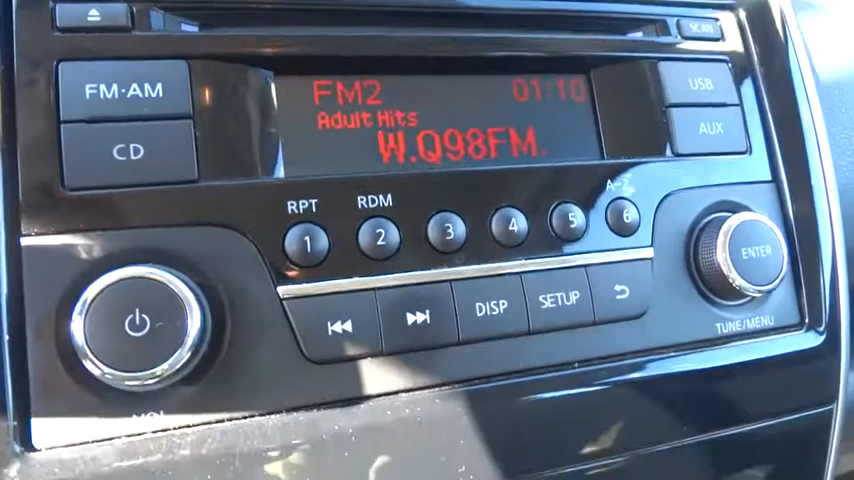 SCAN
FM·AM
CD
FM2 01:10
Adult Hits
W.Q98FM.
USB
AUX
RPT RDM A-Z
1 2 3 4 5 6
ENTER
DISP SETUP
TUNE/MENU
VOL